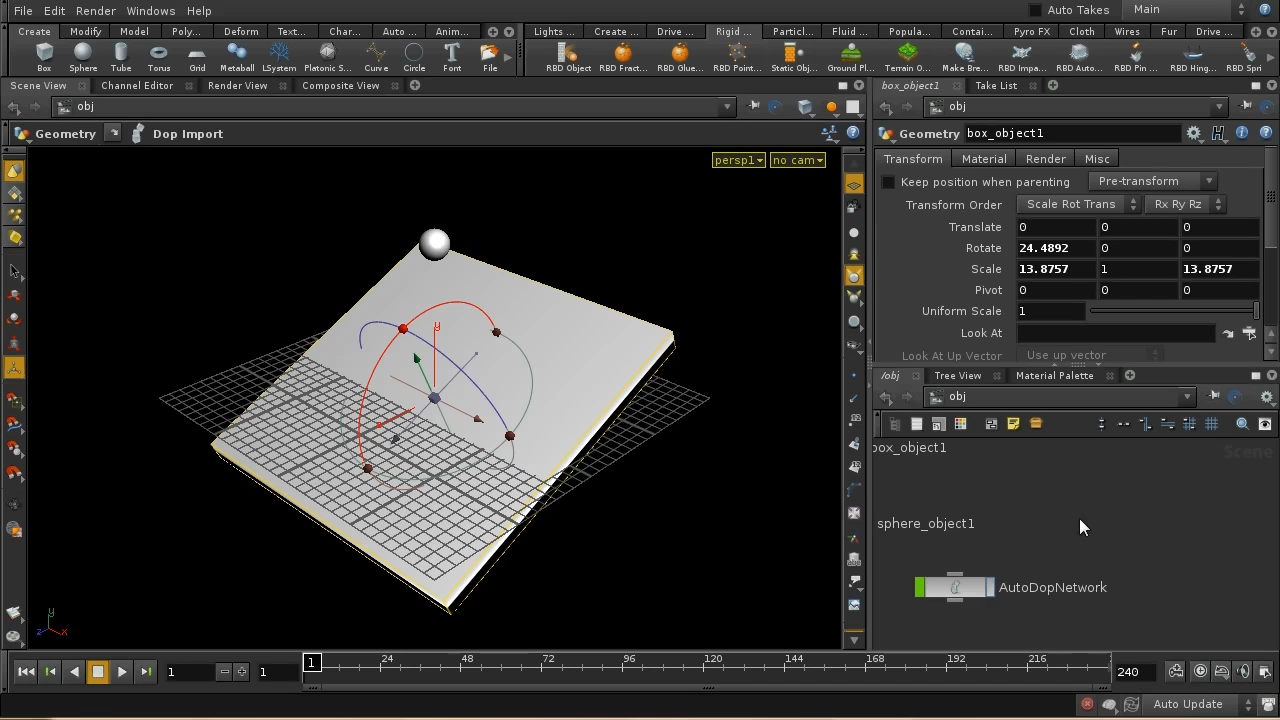 File Edit Render Windows Help Auto Takes Main
Create Modify Model Poly... Deform Text... Char... Auto ... Anim... Lights ... Create ... Drive ... Rigid ... Particl... Fluid ... Popula... Contai... Pyro FX Cloth Wires Fur Drive ...
Box Sphere Tube Torus Grid Metaball LSystem Platonic S... Curve Circle Font File RBD Object RBD Fract... RBD Glue... RBD Point... Static Obj... Ground Pl... Terrain O... Make Bre... RBD Impa... RBD Auto... RBD Pin ... RBD Hing... RBD Spri
Scene View Channel Editor Render View Composite View box_object1 Take List
obj obj
Geometry Dop Import Geometry box_object1
persp1 no cam
Transform Material Render Misc
Keep position when parenting Pre-transform
Transform Order Scale Rot Trans Rx Ry Rz
Translate 0 0 0
Rotate 24.4892 0 0
Scale 13.8757 1 13.8757
Pivot 0 0 0
Uniform Scale 1
Look At
Look At Up Vector Use up vector
/obj Tree View Material Palette
obj
box_object1 Scene
sphere_object1
AutoDopNetwork
y
y
z x
1 1 1 24 48 72 96 120 144 168 192 216 240
Auto Update